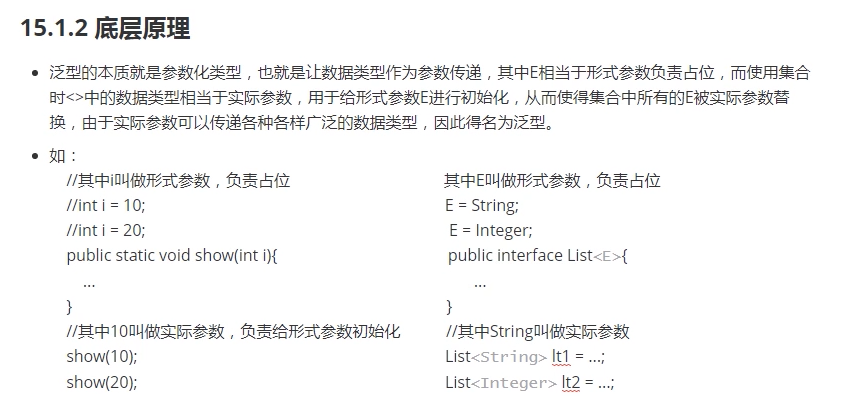 15.1.2 底层原理
泛型的本质就是参数化类型，也就是让数据类型作为参数传递，其中E相当于形式参数负责占位，而使用集合
时<>中的数据类型相当于实际参数，用于给形式参数E进行初始化，从而使得集合中所有的E被实际参数替
换，由于实际参数可以传递各种各样广泛的数据类型，因此得名为泛型。
如：
//其中i叫做形式参数，负责占位 其中E叫做形式参数，负责占位
//int i = 10; E = String;
//int i = 20; E = Integer;
public static void show(int i){ public interface List<E>{
... ...
} }
//其中10叫做实际参数，负责给形式参数初始化 //其中String叫做实际参数
show(10); List<String> lt1 = ...;
show(20); List<Integer> lt2 = ...;